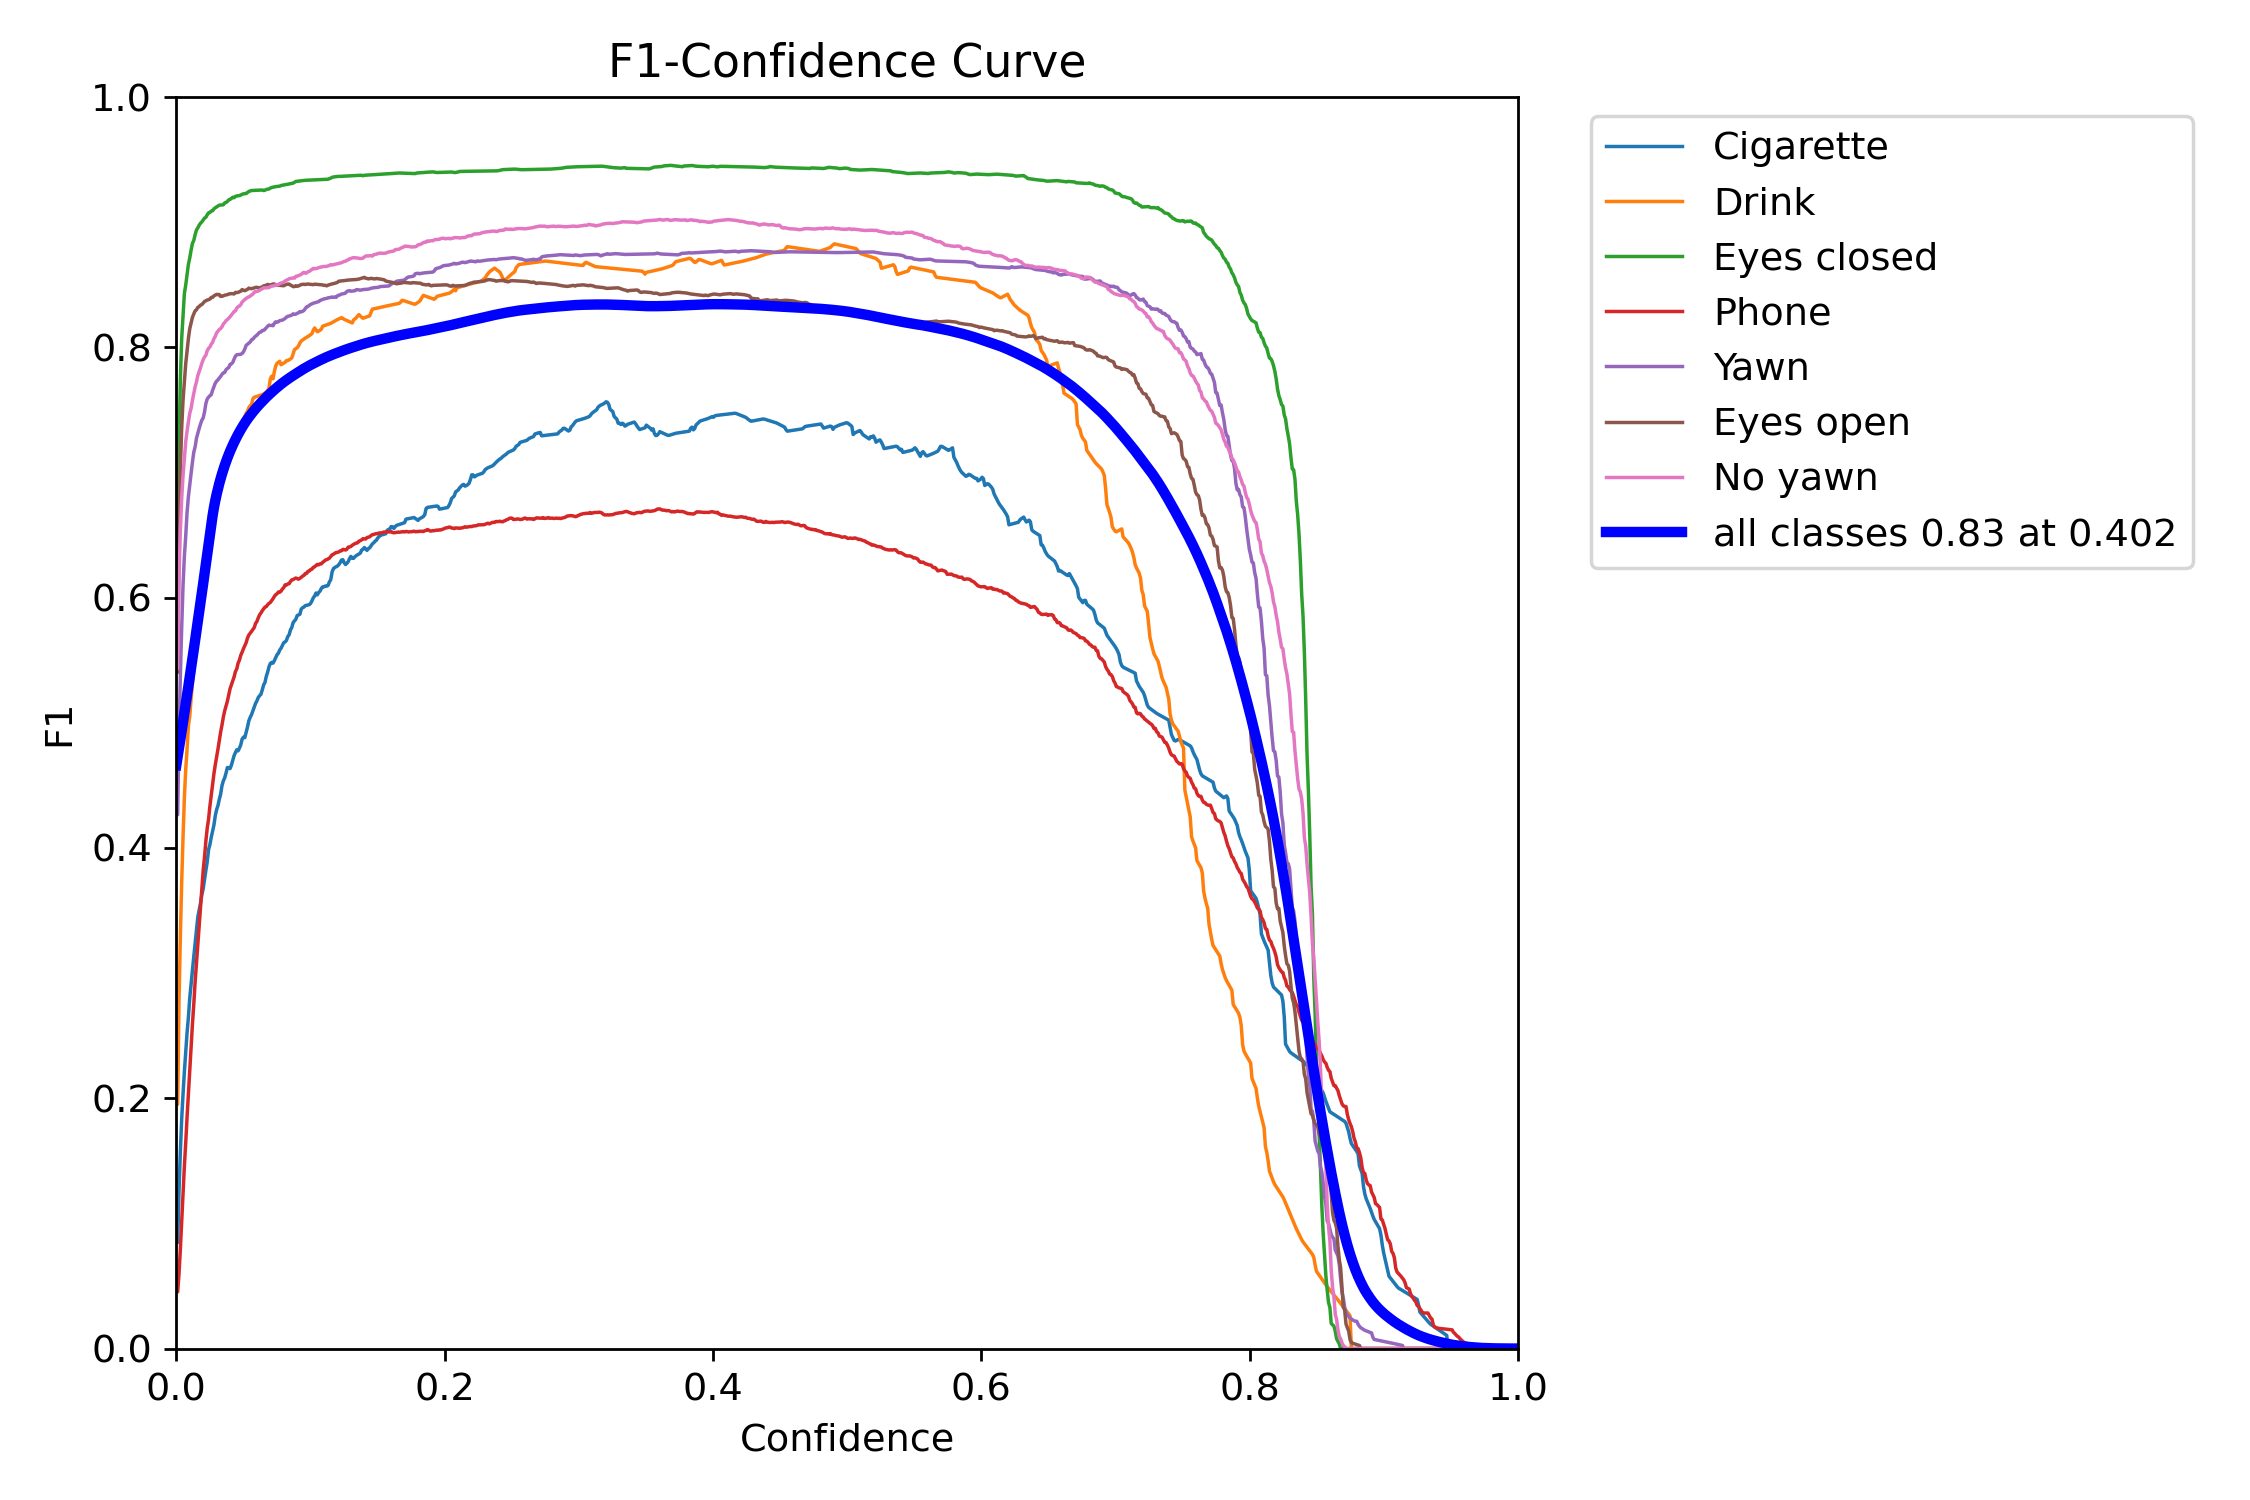 F1-Confidence Curve
1.0
0.8
0.6
0.4
0.2
0.0
F1
0.0 0.2 0.4 0.6 0.8 1.0
Confidence
Cigarette
Drink
Eyes closed
Phone
Yawn
Eyes open
No yawn
all classes 0.83 at 0.402